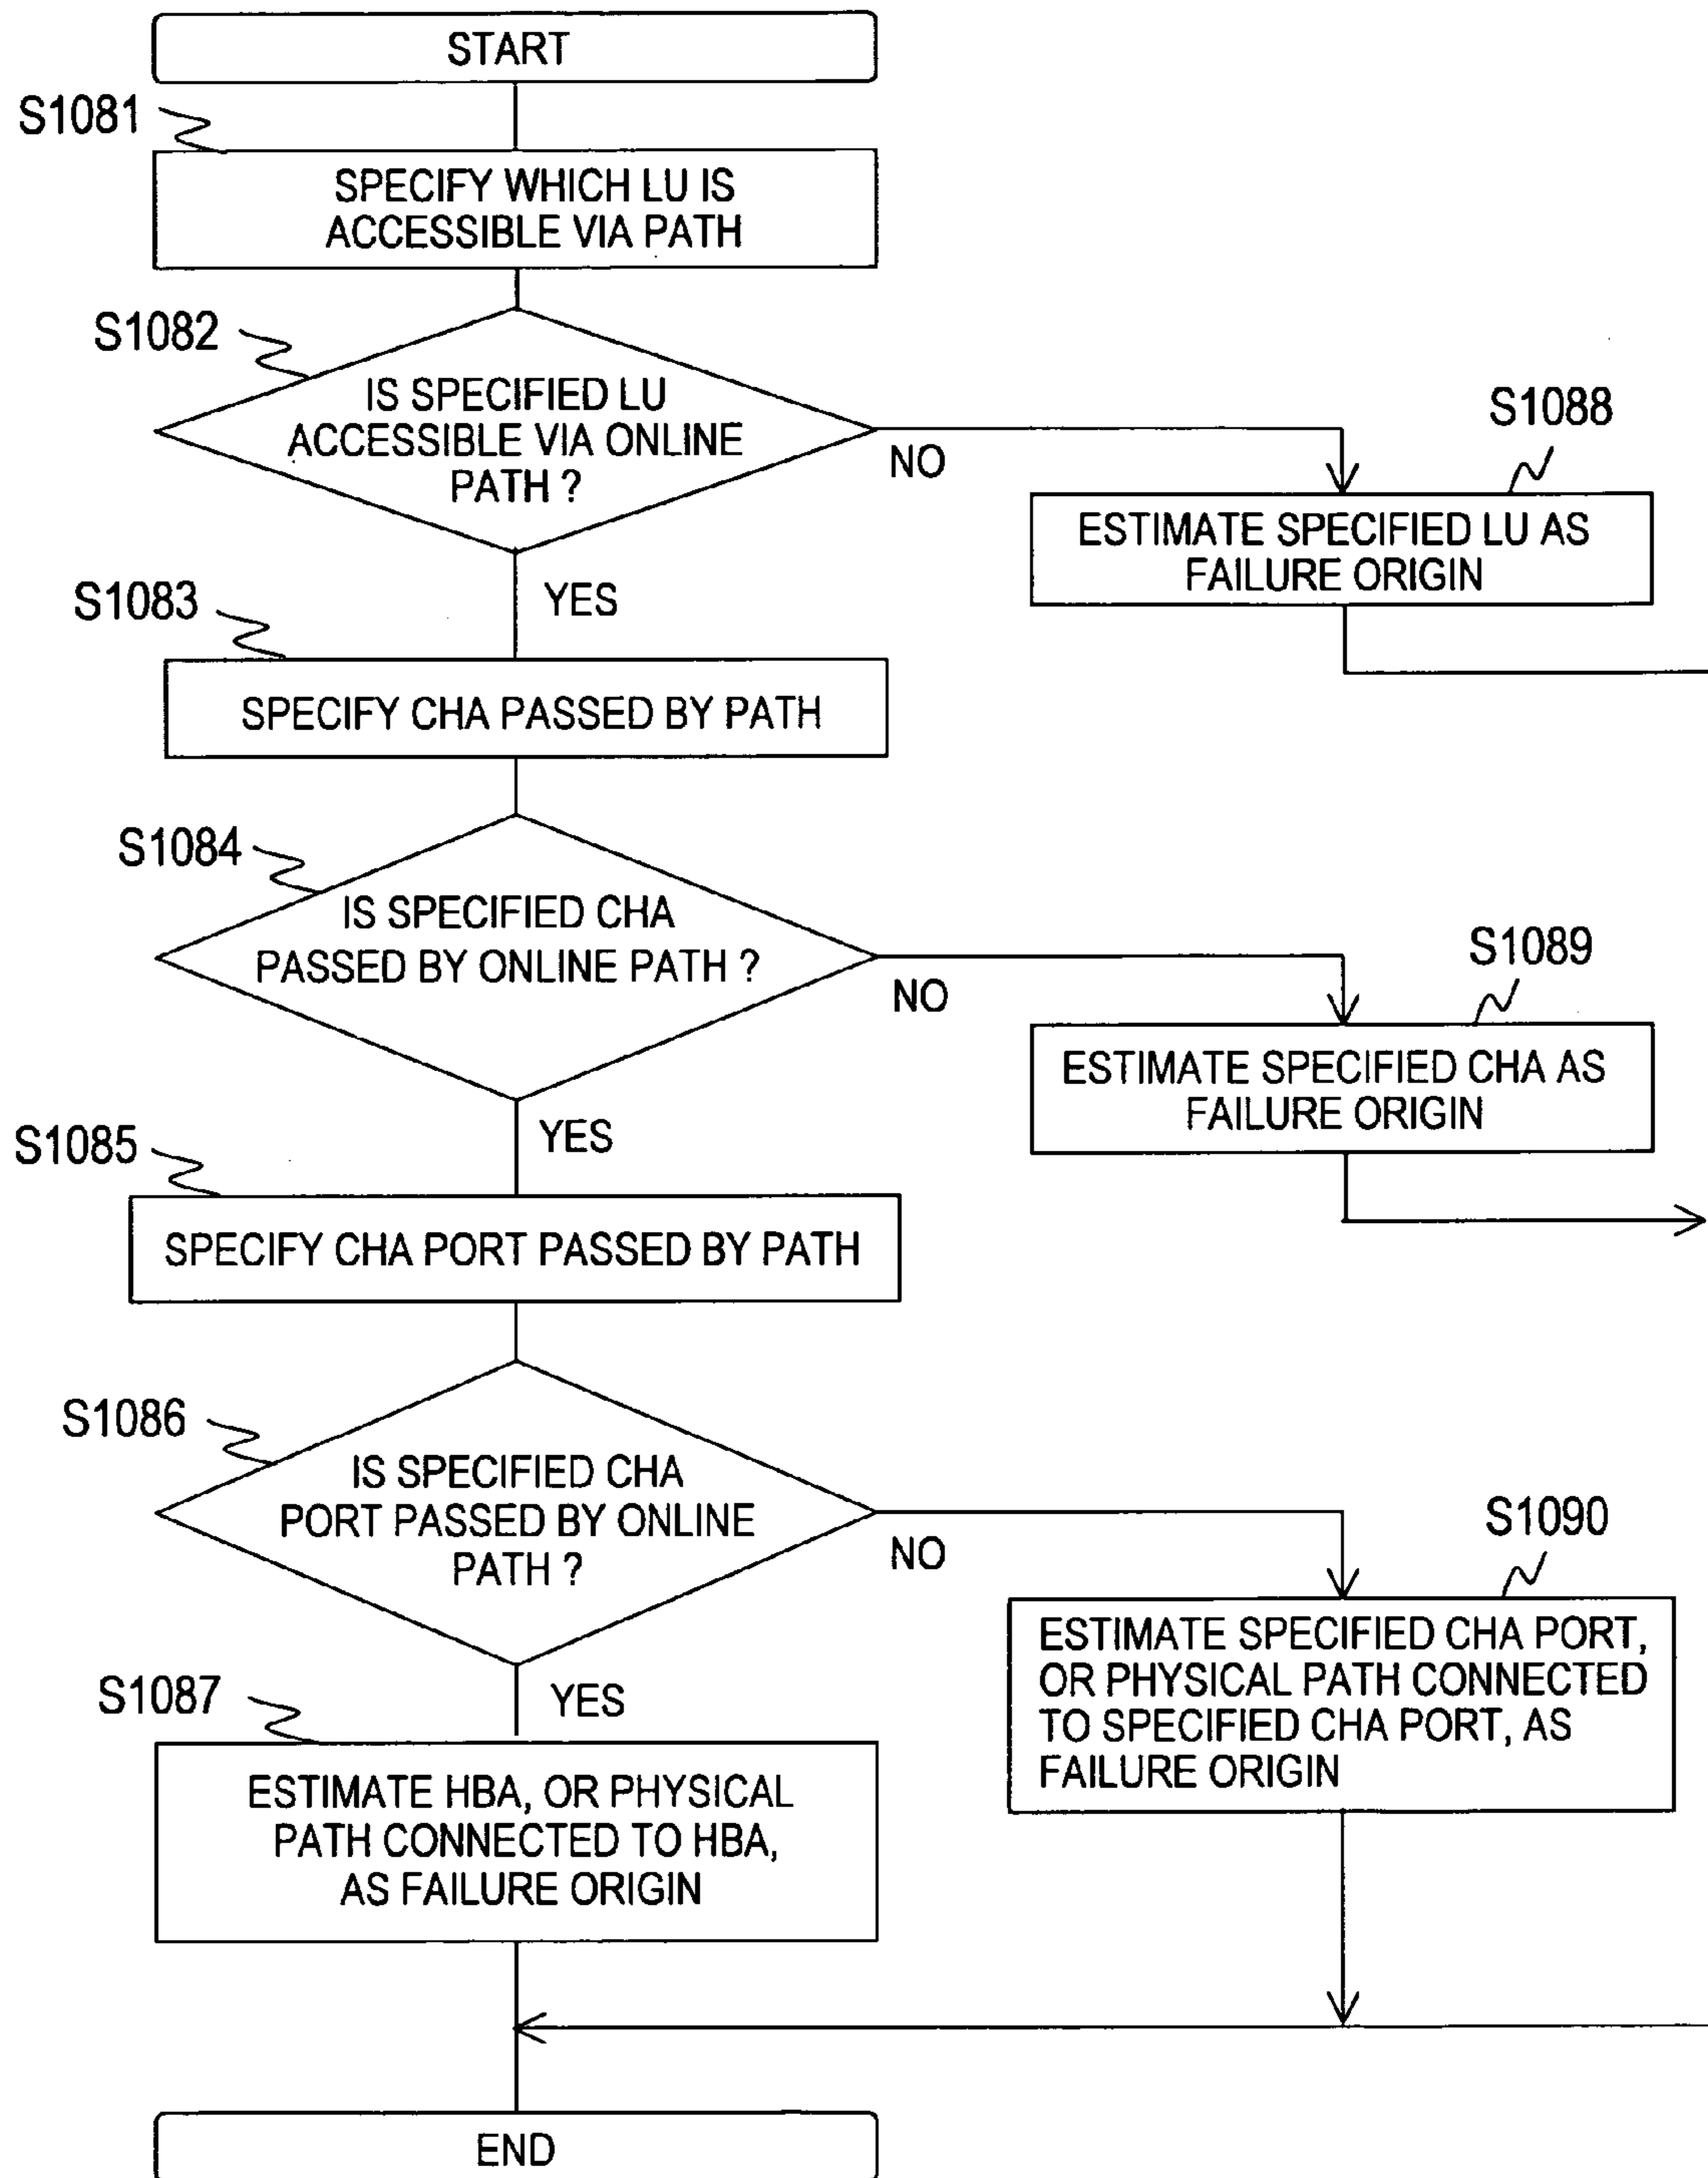 START
S1081
SPECIFY WHICH LU IS
ACCESSIBLE VIA PATH
S1082
IS SPECIFIED LU
ACCESSIBLE VIA ONLINE
PATH ?
NO
S1088
ESTIMATE SPECIFIED LU AS
FAILURE ORIGIN
YES
S1083
SPECIFY CHA PASSED BY PATH
S1084
IS SPECIFIED CHA
PASSED BY ONLINE PATH ?
NO
S1089
ESTIMATE SPECIFIED CHA AS
FAILURE ORIGIN
YES
S1085
SPECIFY CHA PORT PASSED BY PATH
S1086
IS SPECIFIED CHA
PORT PASSED BY ONLINE
PATH ?
NO
S1090
ESTIMATE SPECIFIED CHA PORT,
OR PHYSICAL PATH CONNECTED
TO SPECIFIED CHA PORT, AS
FAILURE ORIGIN
YES
S1087
ESTIMATE HBA, OR PHYSICAL
PATH CONNECTED TO HBA,
AS FAILURE ORIGIN
END